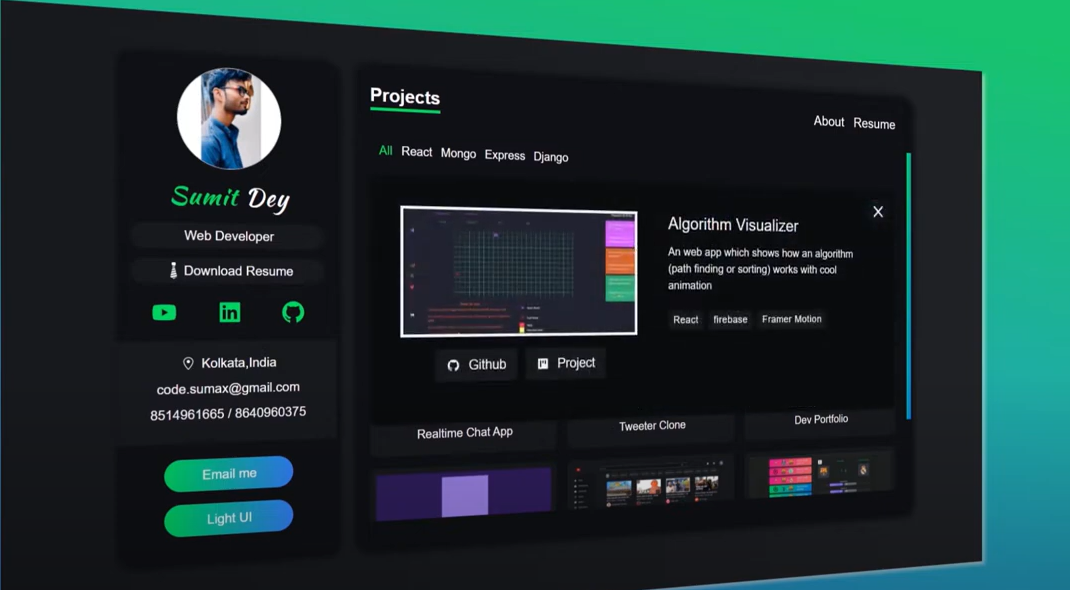 Sumit Dey
Web Developer
Download Resume
Kolkata,India
code.sumax@gmail.com
8514961665 / 8640960375
Email me
Light UI
Projects
About Resume
All React Mongo Express Django
Algorithm Visualizer
An web app which shows how an algorithm
(path finding or sorting) works with cool
animation
React firebase Framer Motion
Github Project
Realtime Chat App
Tweeter Clone
Dev Portfolio